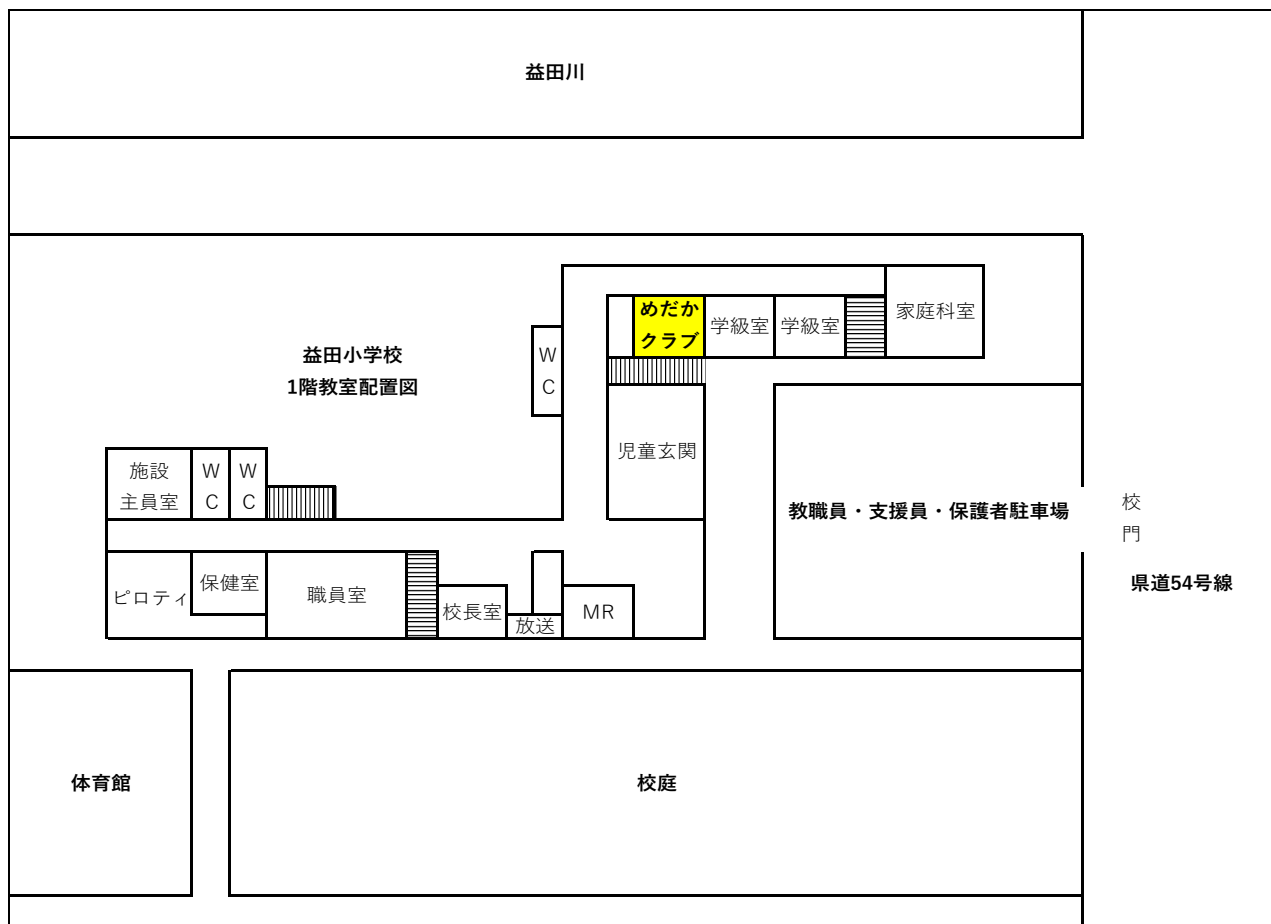 益田川
益田小学校
1階教室配置図
めだか
クラブ
学級室
学級室
家庭科室
W
C
児童玄関
施設
主員室
W
C
W
C
教職員・支援員・保護者駐車場
校
門
県道54号線
ピロティ
保健室
職員室
校長室
放送
MR
体育館
校庭